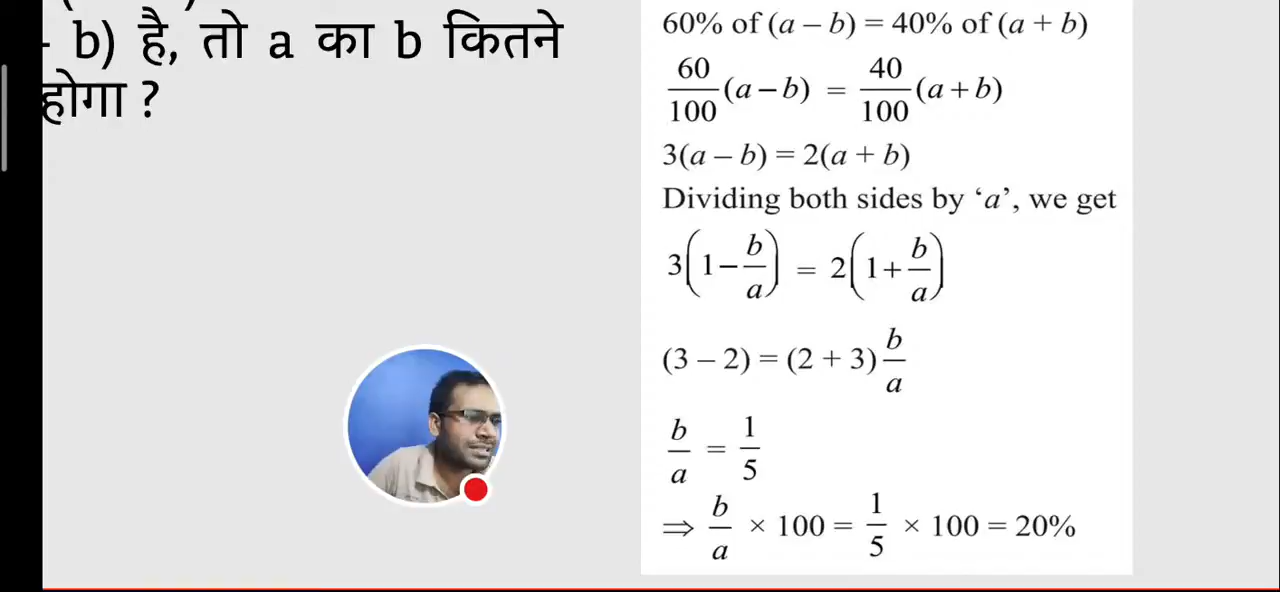 - b) है, तो a का b कितने
होगा ?
60% of (a – b) = 40% of (a + b)
60/100 (a – b) = 40/100 (a + b)
3(a – b) = 2(a + b)
Dividing both sides by ‘a’, we get
3(1 – b/a) = 2(1 + b/a)
(3 – 2) = (2 + 3) b/a
b/a = 1/5
⇒ b/a × 100 = 1/5 × 100 = 20%